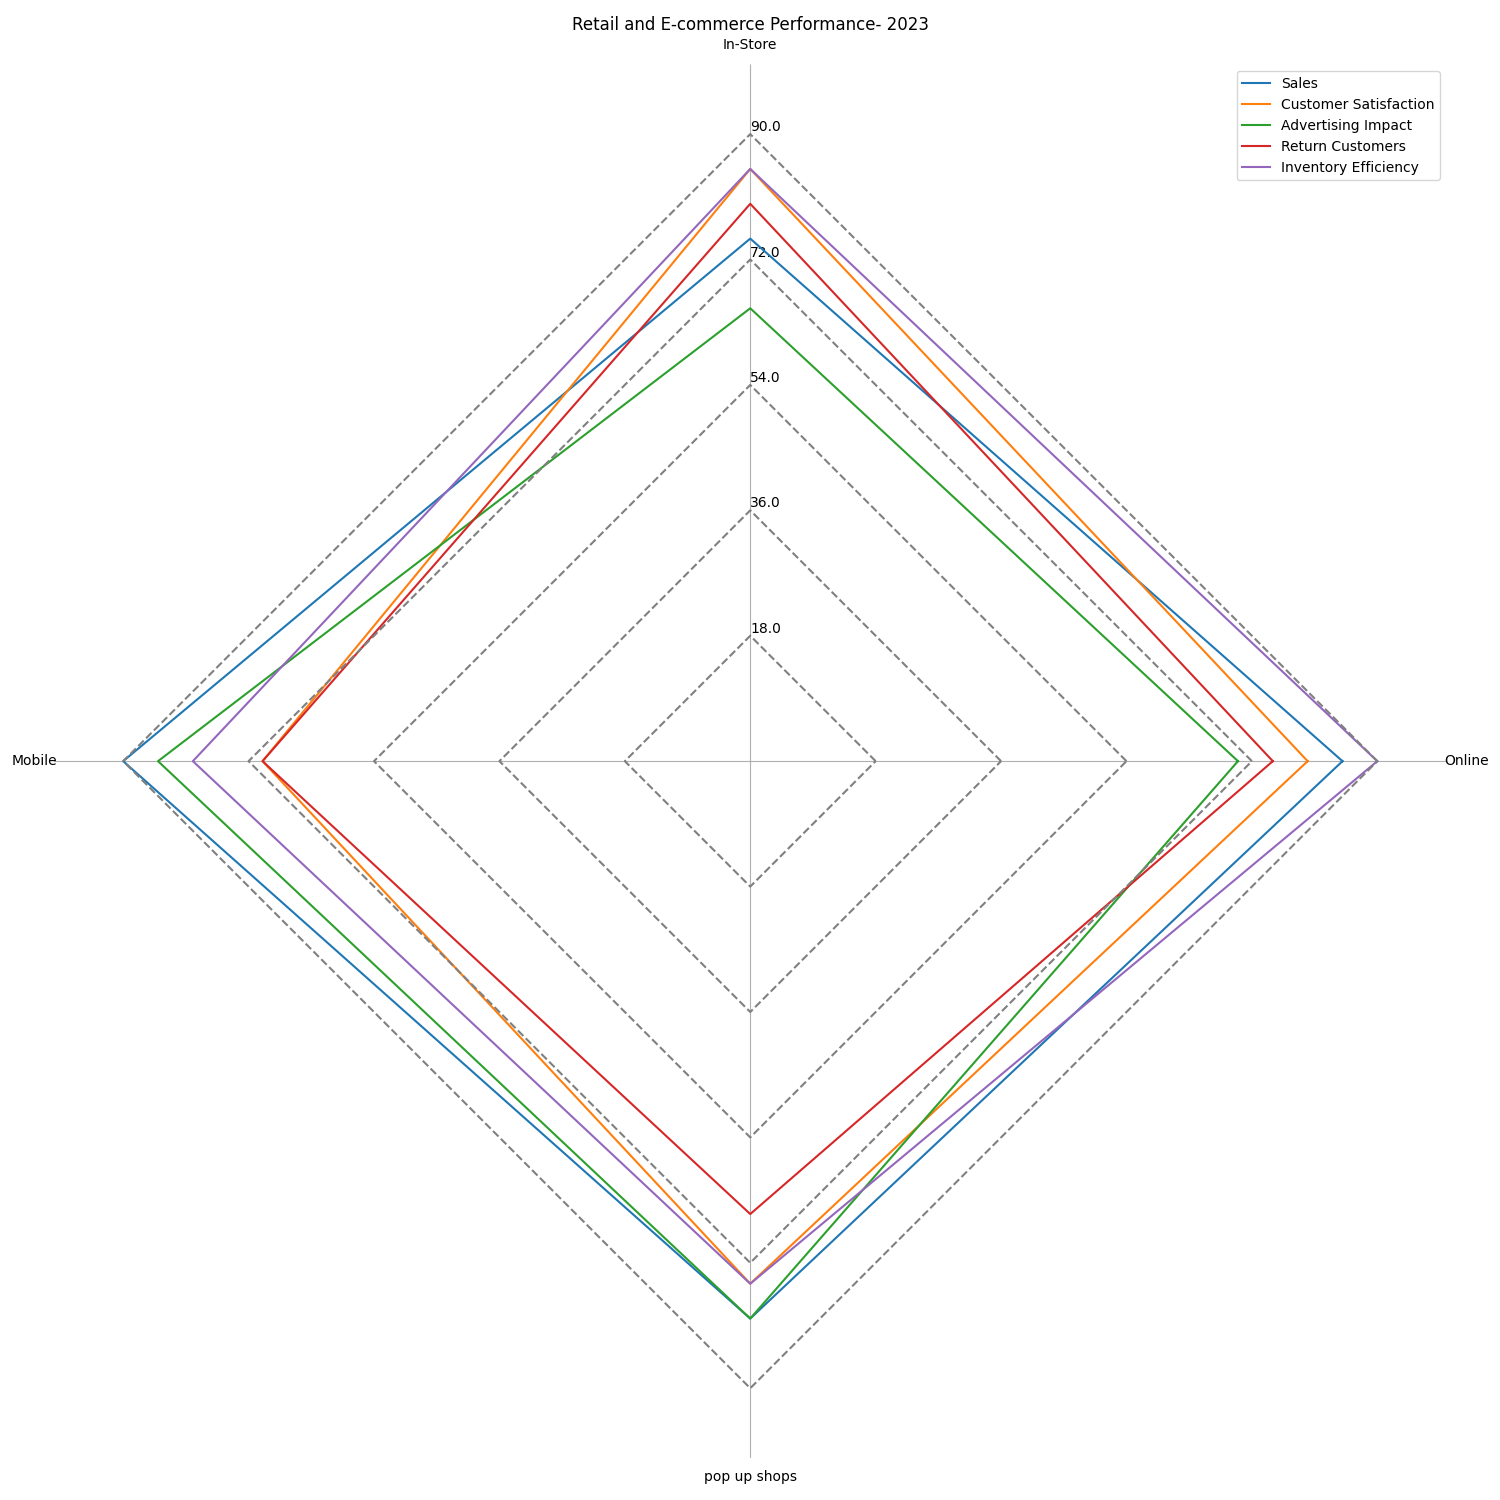 Retail and E-commerce Performance- 2023
In-Store
Sales
Customer Satisfaction
Advertising Impact
Return Customers
Inventory Efficiency
90.0
72.0
54.0
36.0
18.0
Mobile
Online
pop up shops